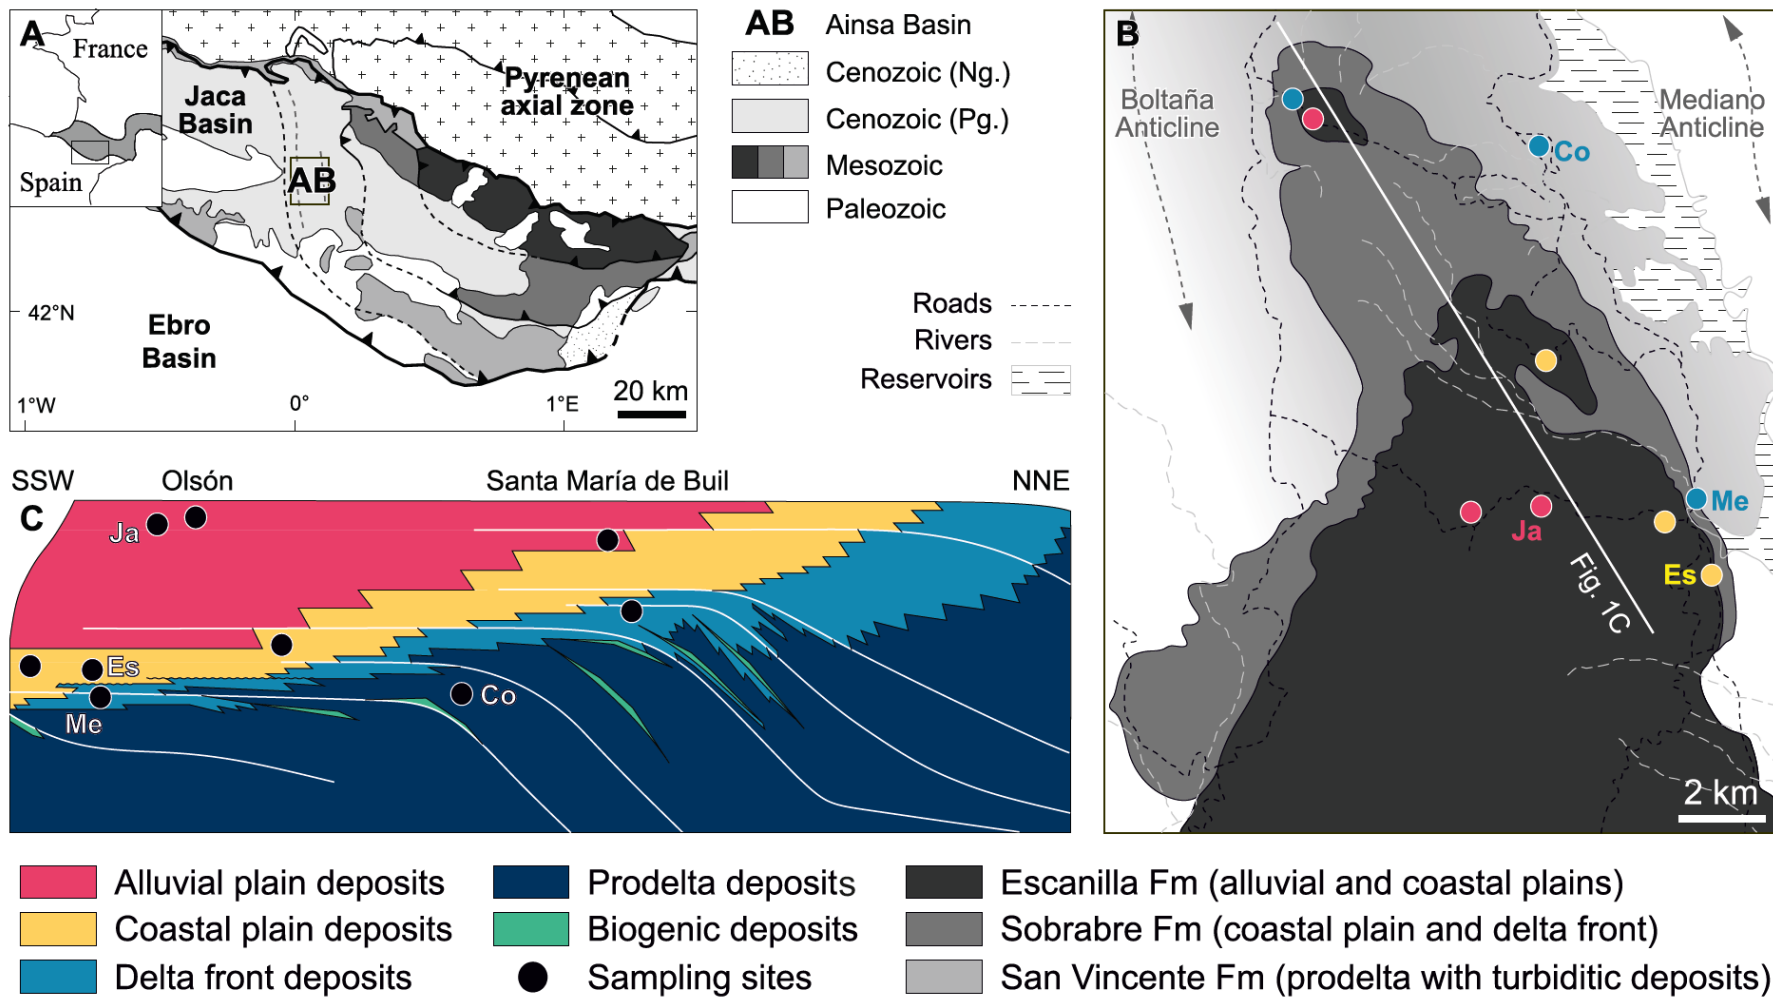 A
France
Spain
Jaca
Basin
Pyrenean
axial zone
AB
42°N
Ebro
Basin
20 km
1°W
0°
1°E
AB Ainsa Basin
Cenozoic (Ng.)
Cenozoic (Pg.)
Mesozoic
Paleozoic
Roads
Rivers
Reservoirs
B
Boltaña
Anticline
Mediano
Anticline
Co
Me
Ja
Es
Fig. 1C
2 km
SSW Olsón Santa María de Buil NNE
C
Ja
Es
Me
Co
Alluvial plain deposits
Coastal plain deposits
Delta front deposits
Prodelta deposits
Biogenic deposits
Sampling sites
Escanilla Fm (alluvial and coastal plains)
Sobrabre Fm (coastal plain and delta front)
San Vincente Fm (prodelta with turbiditic deposits)